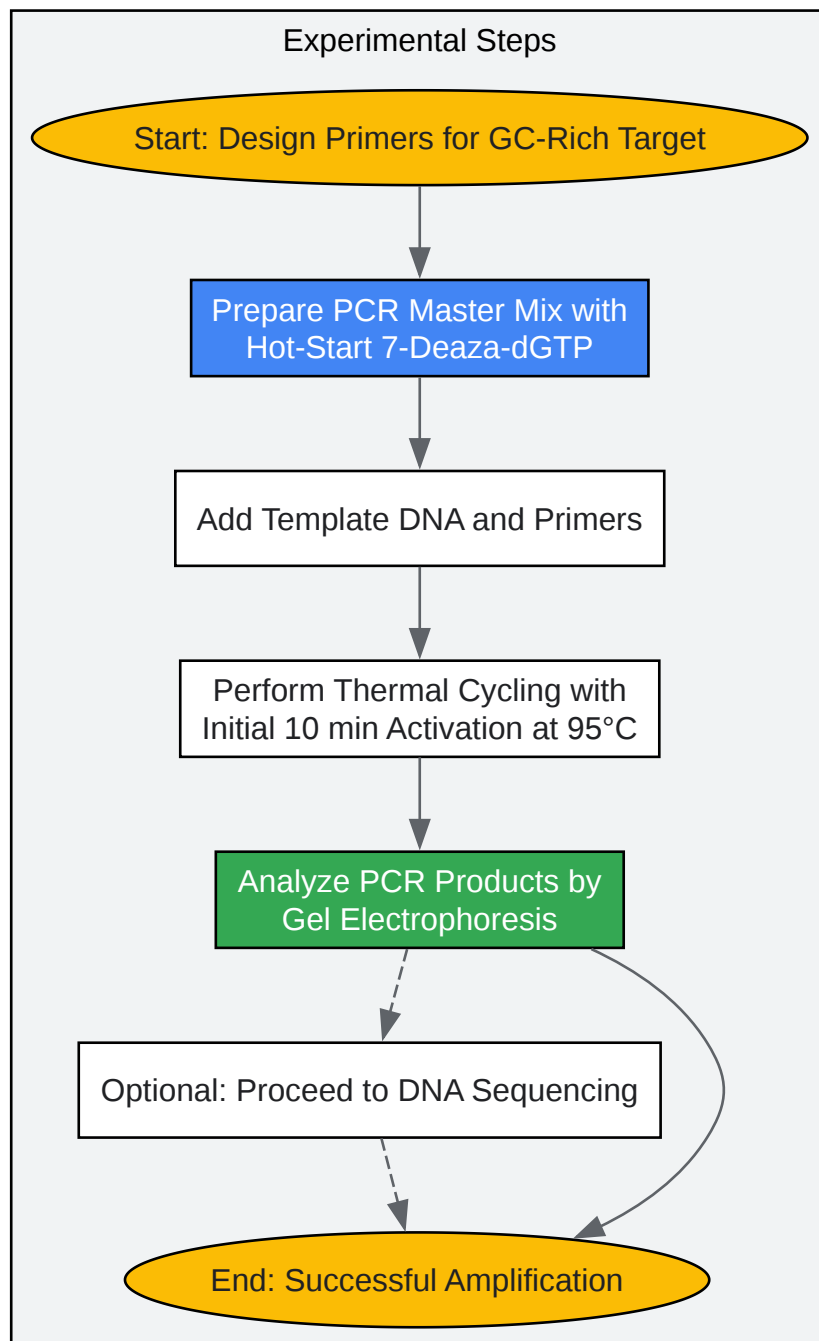 Experimental Steps
Start: Design Primers for GC-Rich Target
Prepare PCR Master Mix with
Hot-Start 7-Deaza-dGTP
Add Template DNA and Primers
Perform Thermal Cycling with
Initial 10 min Activation at 95°C
Analyze PCR Products by
Gel Electrophoresis
Optional: Proceed to DNA Sequencing
End: Successful Amplification